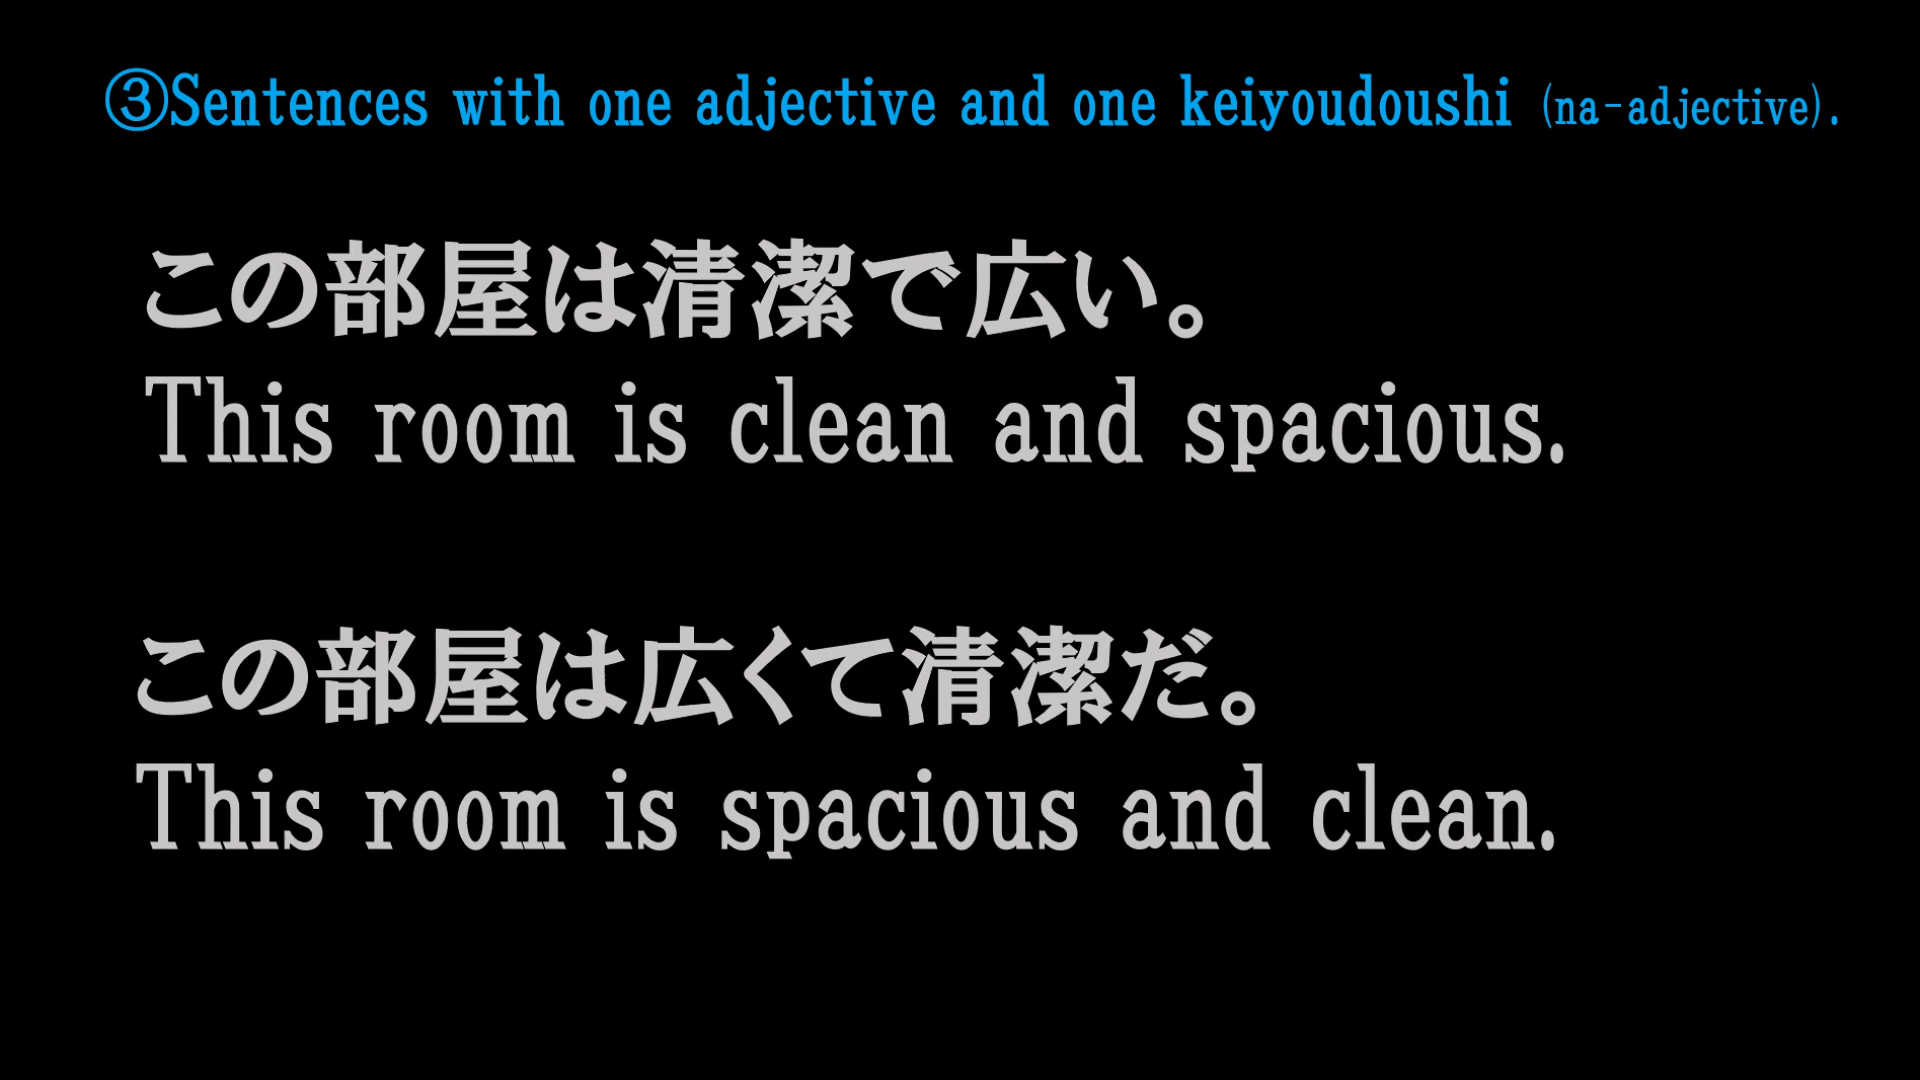 ③Sentences with one adjective and one keiyoudoushi (na-adjective).
この部屋は清潔で広い。
This room is clean and spacious.
この部屋は広くて清潔だ。
This room is spacious and clean.